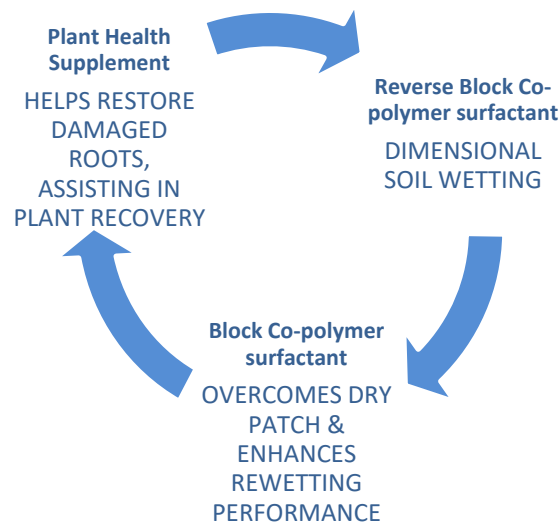 Plant Health
Supplement
HELPS RESTORE
DAMAGED
ROOTS,
ASSISTING IN
PLANT RECOVERY
Reverse Block Co-
polymer surfactant
DIMENSIONAL
SOIL WETTING
Block Co-polymer
surfactant
OVERCOMES DRY
PATCH &
ENHANCES
REWETTING
PERFORMANCE